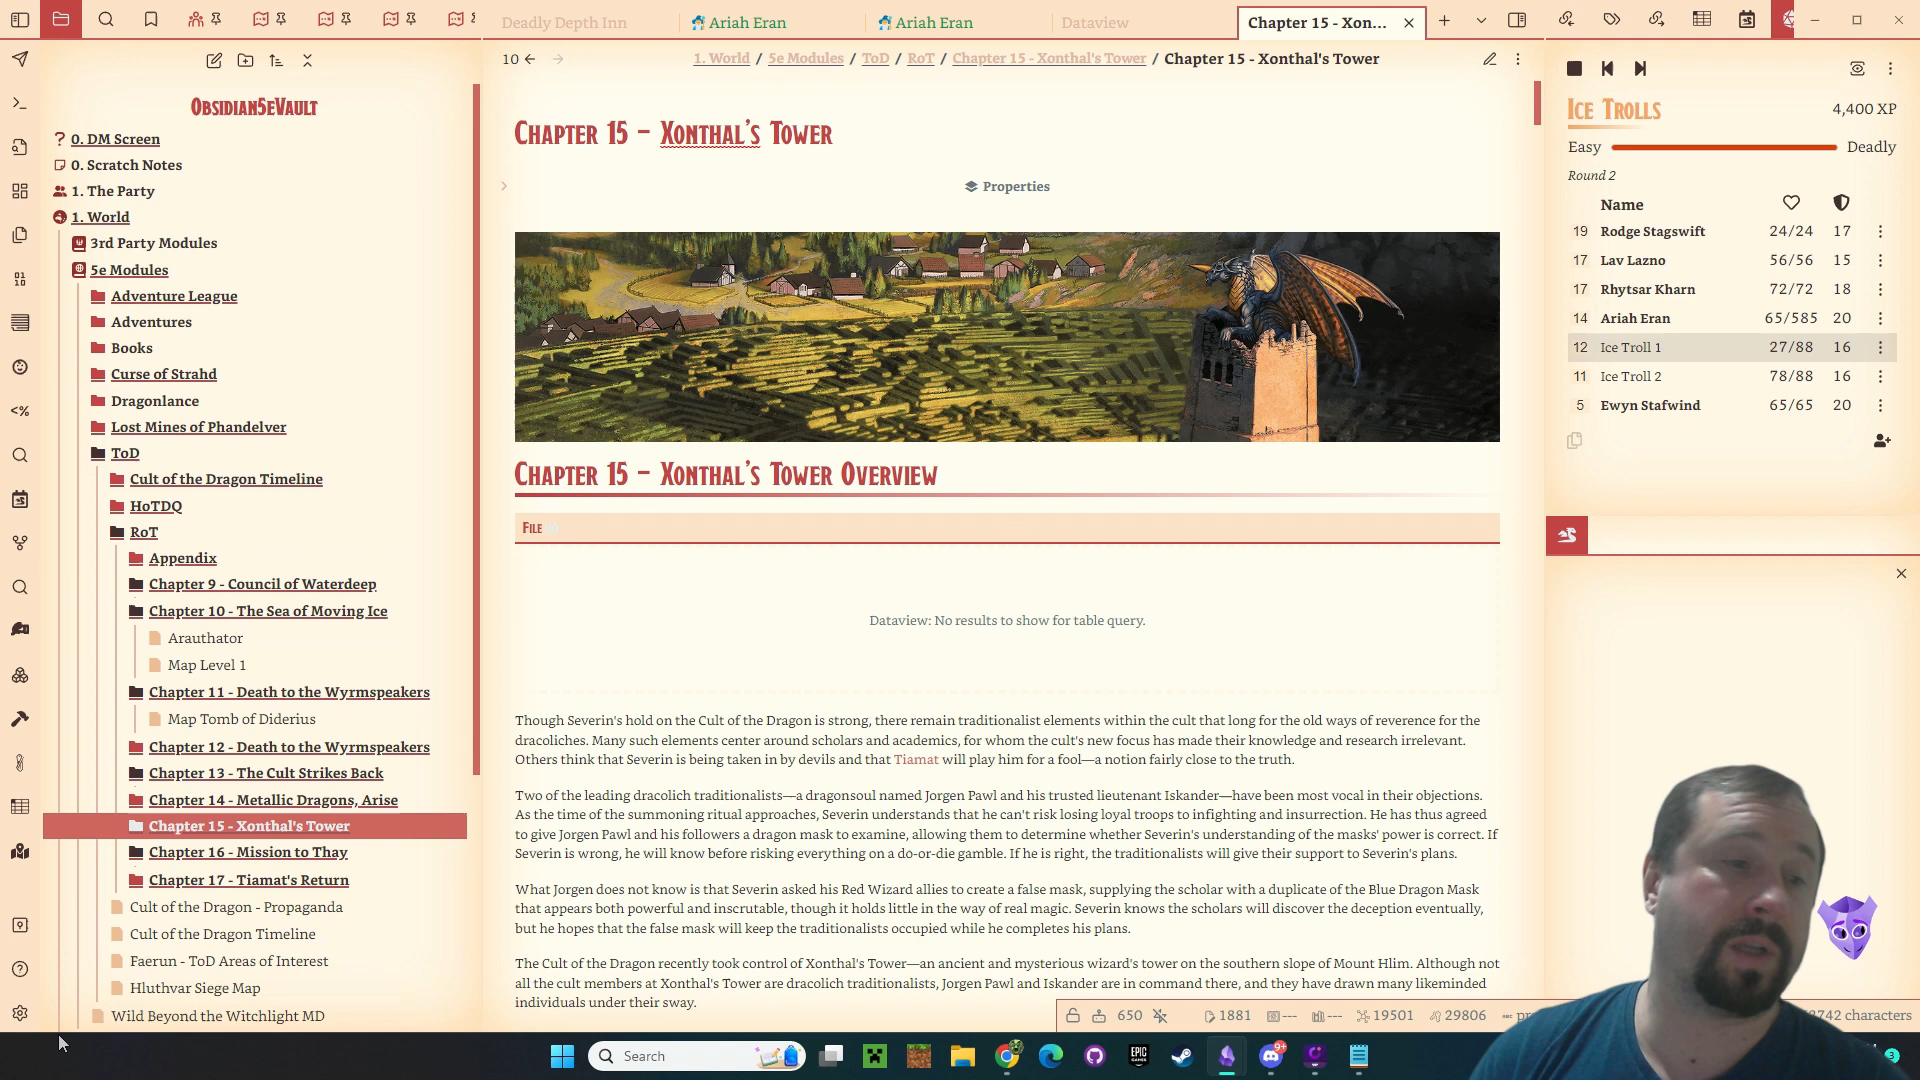 Deadly Depth Inn
Ariah Eran
Ariah Eran
Dataview
Chapter 15 - Xon...
10
1. World / 5e Modules / ToD / RoT / Chapter 15 - Xonthal's Tower / Chapter 15 - Xonthal's Tower
Obsidian5eVault
0. DM Screen
0. Scratch Notes
1. The Party
1. World
3rd Party Modules
5e Modules
Adventure League
Adventures
Books
Curse of Strahd
Dragonlance
Lost Mines of Phandelver
ToD
Cult of the Dragon Timeline
HoTDQ
RoT
Appendix
Chapter 9 - Council of Waterdeep
Chapter 10 - The Sea of Moving Ice
Arauthator
Map Level 1
Chapter 11 - Death to the Wyrmspeakers
Map Tomb of Diderius
Chapter 12 - Death to the Wyrmspeakers
Chapter 13 - The Cult Strikes Back
Chapter 14 - Metallic Dragons, Arise
Chapter 15 - Xonthal's Tower
Chapter 16 - Mission to Thay
Chapter 17 - Tiamat's Return
Cult of the Dragon - Propaganda
Cult of the Dragon Timeline
Faerun - ToD Areas of Interest
Hluthvar Siege Map
Wild Beyond the Witchlight MD
Chapter 15 – Xonthal's Tower
Properties
Chapter 15 – Xonthal's Tower Overview
File
Dataview: No results to show for table query.
Though Severin's hold on the Cult of the Dragon is strong, there remain traditionalist elements within the cult that long for the old ways of reverence for the
dracoliches. Many such elements center around scholars and academics, for whom the cult's new focus has made their knowledge and research irrelevant.
Others think that Severin is being taken in by devils and that Tiamat will play him for a fool—a notion fairly close to the truth.
Two of the leading dracolich traditionalists—a dragonsoul named Jorgen Pawl and his trusted lieutenant Iskander—have been most vocal in their objections.
As the time of the summoning ritual approaches, Severin understands that he can't risk losing loyal troops to infighting and insurrection. He has thus agreed
to give Jorgen Pawl and his followers a dragon mask to examine, allowing them to determine whether Severin's understanding of the masks' power is correct. If
Severin is wrong, he will know before risking everything on a do-or-die gamble. If he is right, the traditionalists will give their support to Severin's plans.
What Jorgen does not know is that Severin asked his Red Wizard allies to create a false mask, supplying the scholar with a duplicate of the Blue Dragon Mask
that appears both powerful and inscrutable, though it holds little in the way of real magic. Severin knows the scholars will discover the deception eventually,
but he hopes that the false mask will keep the traditionalists occupied while he completes his plans.
The Cult of the Dragon recently took control of Xonthal's Tower—an ancient and mysterious wizard's tower on the southern slope of Mount Hlim. Although not
all the cult members at Xonthal's Tower are dracolich traditionalists, Jorgen Pawl and Iskander are in command there, and they have drawn many likeminded
individuals under their sway.
Ice Trolls 4,400 XP
Easy Deadly
Round 2
Name
19 Rodge Stagswift 24/24 17
17 Lav Lazno 56/56 15
17 Rhytsar Kharn 72/72 18
14 Ariah Eran 65/585 20
12 Ice Troll 1 27/88 16
11 Ice Troll 2 78/88 16
5 Ewyn Stafwind 65/65 20
650 1881 --- --- 19501 29806 characters
Search
EPIC GAMES
9+
3